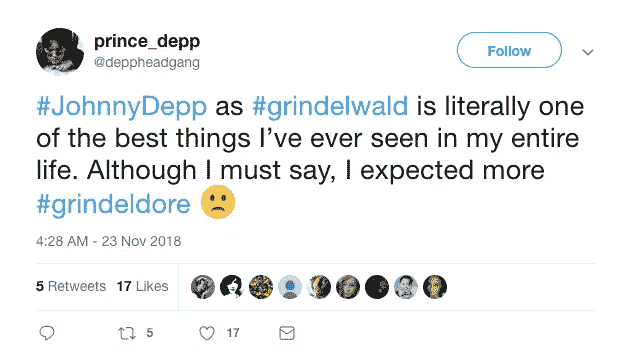 prince_depp
@deppheadgang
Follow
#JohnnyDepp as #grindelwald is literally one
of the best things I’ve ever seen in my entire
life. Although I must say, I expected more
#grindeldore
4:28 AM - 23 Nov 2018
5 Retweets 17 Likes
5 17